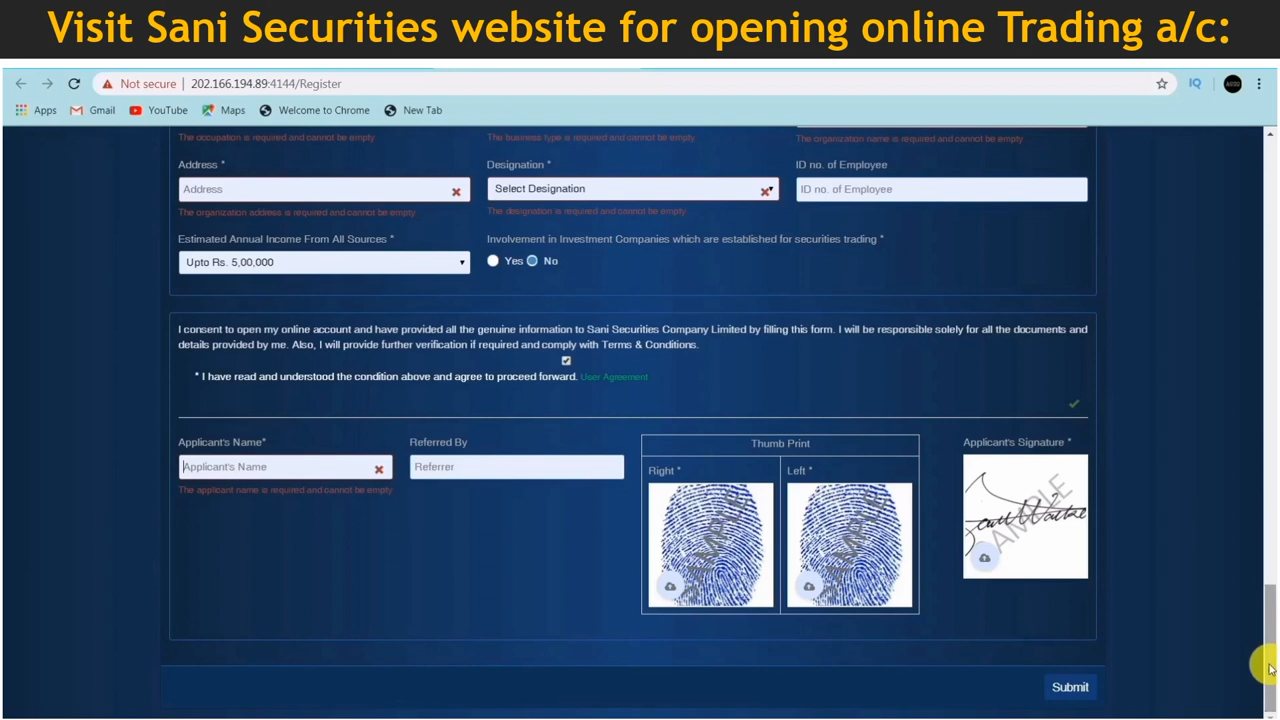 Visit Sani Securities website for opening online Trading a/c:
Not secure | 202.166.194.89:4144/Register
IQ
Apps Gmail YouTube Maps Welcome to Chrome New Tab
The occupation is required and cannot be empty The business type is required and cannot be empty The organization name is required and cannot be empty
Address * Designation * ID no. of Employee
Address Select Designation ID no. of Employee
The organization address is required and cannot be empty The designation is required and cannot be empty
Estimated Annual Income From All Sources * Involvement in Investment Companies which are established for securities trading *
Upto Rs. 5,00,000 Yes No
I consent to open my online account and have provided all the genuine information to Sani Securities Company Limited by filling this form. I will be responsible solely for all the documents and
details provided by me. Also, I will provide further verification if required and comply with Terms & Conditions.
* I have read and understood the condition above and agree to proceed forward. User Agreement
Applicant's Name* Referred By Thumb Print Applicant's Signature *
Applicant's Name Referrer Right * Left *
The applicant name is required and cannot be empty
SAMPLE SAMPLE SAMPLE
Submit